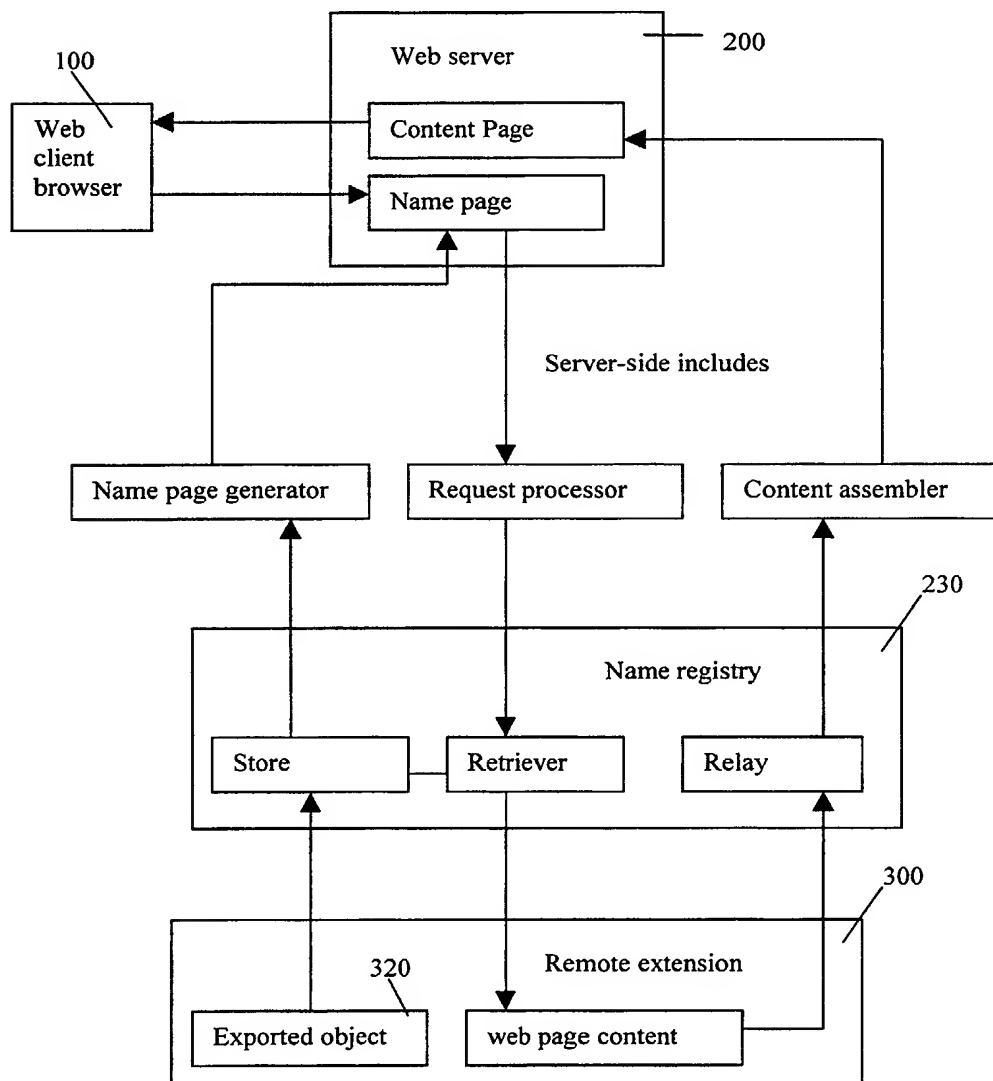 200
Web server
100
Web
client
browser
Content Page
Name page
Server-side includes
Name page generator
Request processor
Content assembler
230
Name registry
Store
Retriever
Relay
300
Remote extension
320
Exported object
web page content